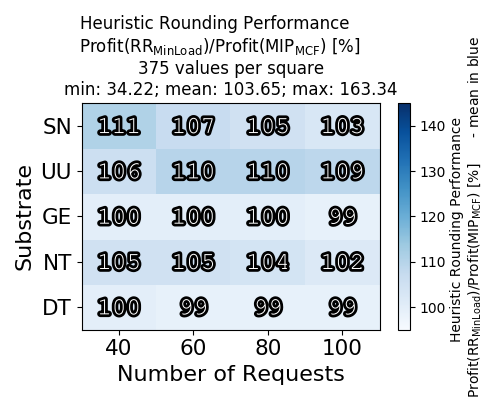 Heuristic Rounding Performance
Profit(RR_MinLoad)/Profit(MIP_MCF) [%]
375 values per square
min: 34.22; mean: 103.65; max: 163.34
SN 111 107 105 103
UU 106 110 110 109
GE 100 100 100 99
NT 105 105 104 102
DT 100 99 99 99
40 60 80 100
Number of Requests
Substrate
140
130
120
110
100
Heuristic Rounding Performance
Profit(RR_MinLoad)/Profit(MIP_MCF) [%] - mean in blue